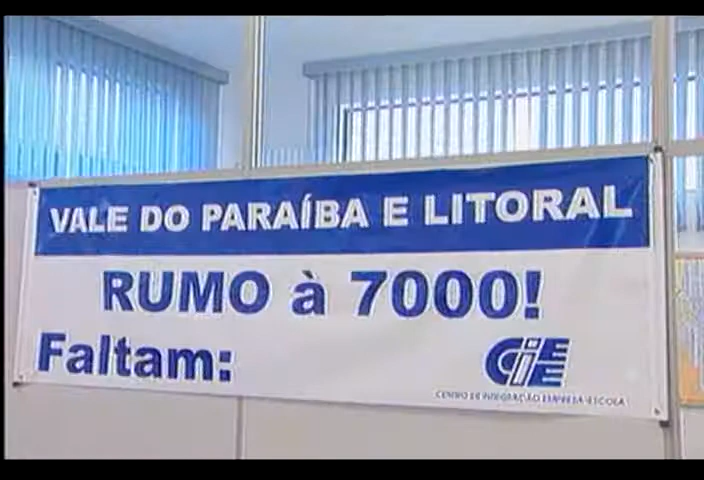 VALE DO PARAÍBA E LITORAL
RUMO à 7000!
Faltam:
CIEE
CENTRO DE INTEGRAÇÃO EMPRESA-ESCOLA